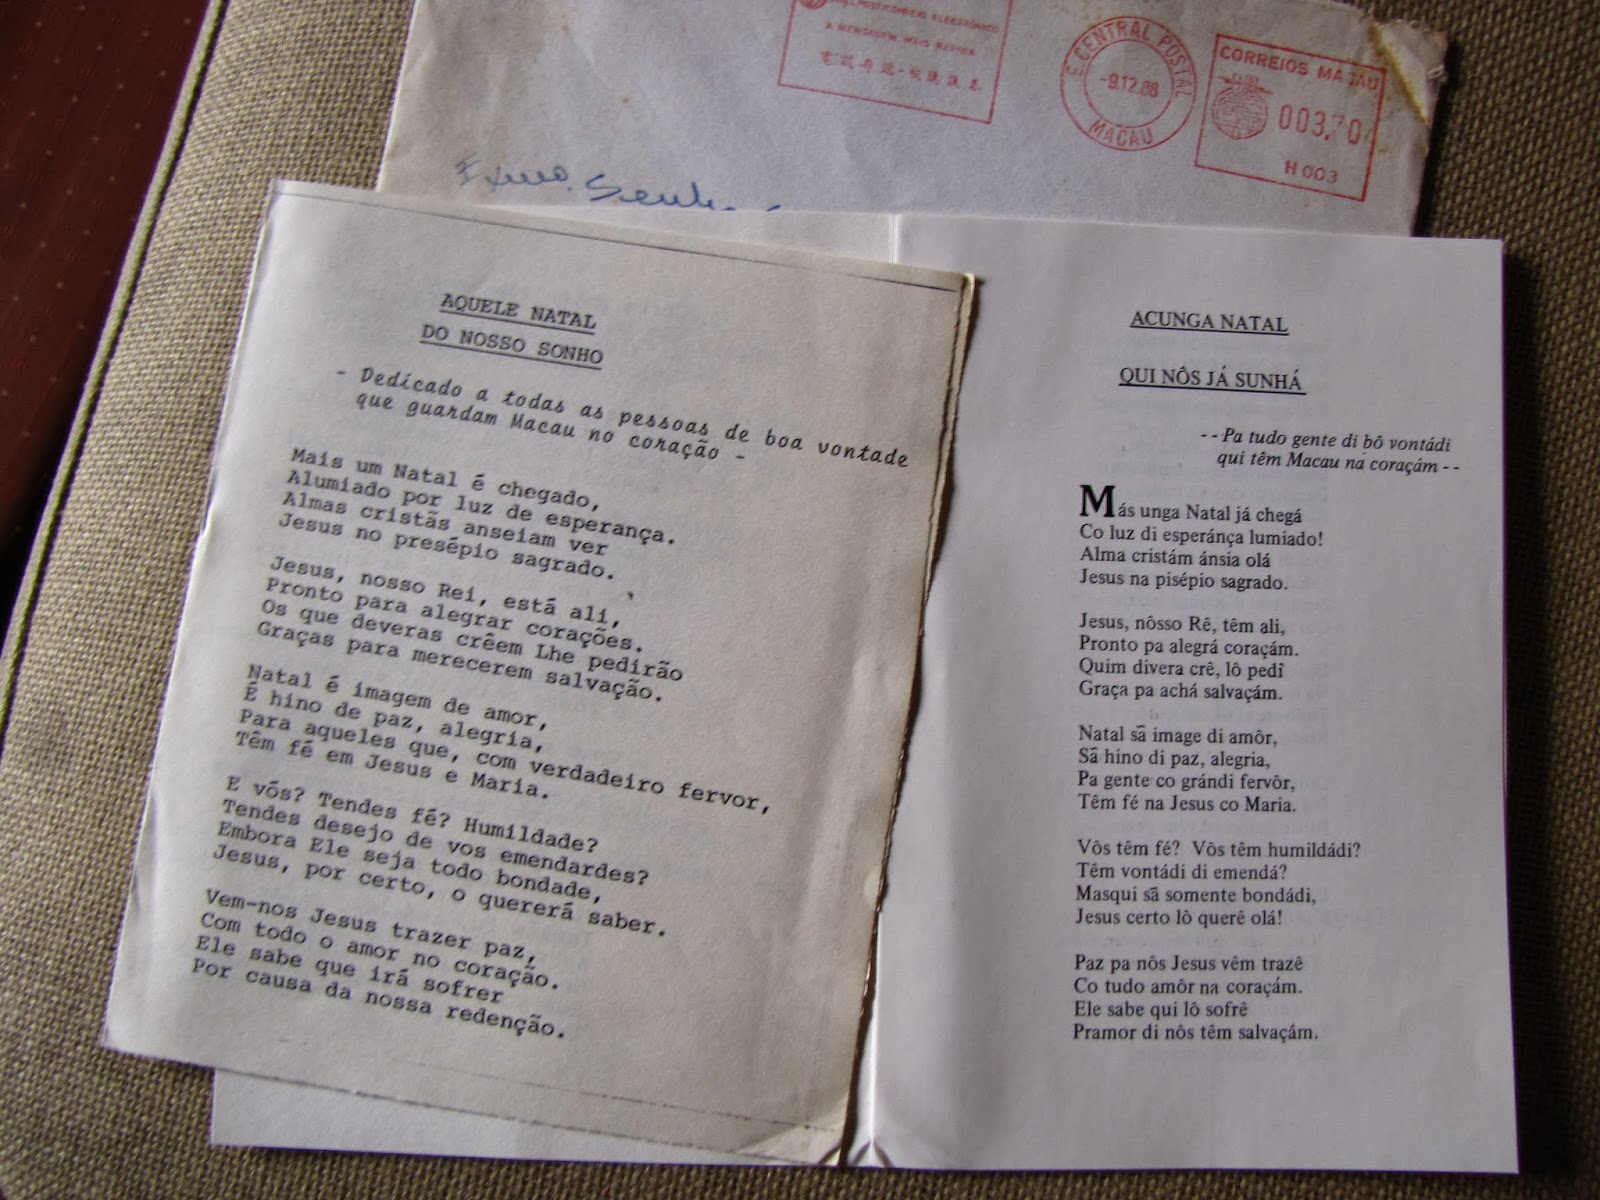 A MENSAGEM MAIS RÁPIDA
E. CENTRAL POSTAL
-9.12.88
MACAU
CORREIOS MACAU
003,70
H 003
Exmo. Senhor
AQUELE NATAL
DO NOSSO SONHO
- Dedicado a todas as pessoas de boa vontade
que guardam Macau no coração -
Mais um Natal é chegado,
Alumiado por luz de esperança.
Almas cristãs anseiam ver
Jesus no presépio sagrado.
Jesus, nosso Rei, está ali,
Pronto para alegrar corações.
Os que deveras crêem Lhe pedirão
Graças para merecerem salvação.
Natal é imagem de amor,
É hino de paz, alegria,
Para aqueles que, com verdadeiro fervor,
Têm fé em Jesus e Maria.
E vós? Tendes fé? Humildade?
Tendes desejo de vos emendardes?
Embora Ele seja todo bondade,
Jesus, por certo, o quererá saber.
Vem-nos Jesus trazer paz,
Com todo o amor no coração.
Ele sabe que irá sofrer
Por causa da nossa redenção.
ACUNGA NATAL
QUI NÔS JÁ SUNHÁ
- - Pa tudo gente di bô vontádi
qui têm Macau na coraçám - -
Más unga Natal já chegá
Co luz di esperánça lumiado!
Alma cristám ánsia olá
Jesus na pisépio sagrado.
Jesus, nôsso Rê, têm ali,
Pronto pa alegrá coraçám.
Quim divera crê, lô pedî
Graça pa achá salvaçám.
Natal sã image di amôr,
Sã hino di paz, alegria,
Pa gente co grándi fervôr,
Têm fé na Jesus co Maria.
Vôs têm fé? Vôs têm humildádi?
Têm vontádi di emendá?
Masqui sã somente bondádi,
Jesus certo lô querê olá!
Paz pa nôs Jesus vêm trazê
Co tudo amôr na coraçám.
Ele sabe qui lô sofrê
Pramor di nôs têm salvaçám.